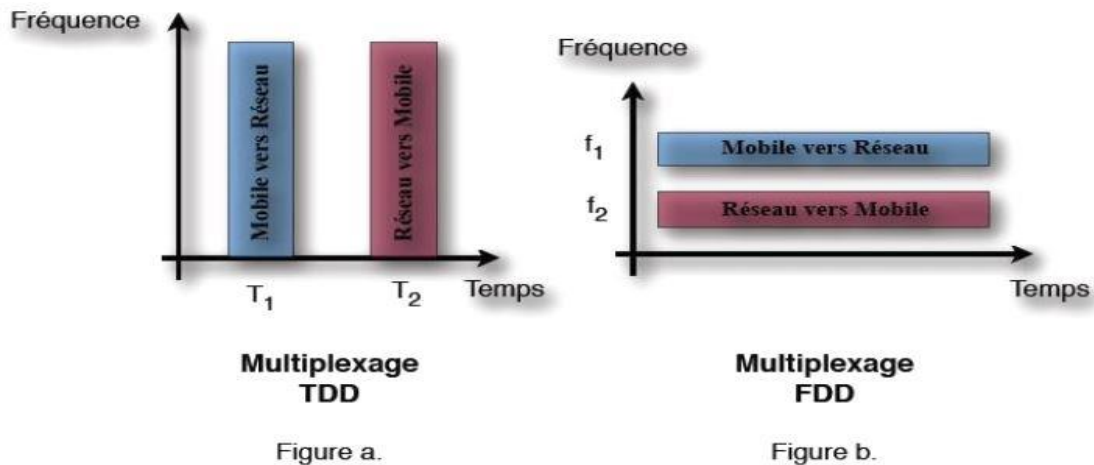 Fréquence
Mobile vers Réseau
Réseau vers Mobile
T1
T2
Temps
Multiplexage
TDD
Figure a.
Fréquence
f1
Mobile vers Réseau
f2
Réseau vers Mobile
Temps
Multiplexage
FDD
Figure b.